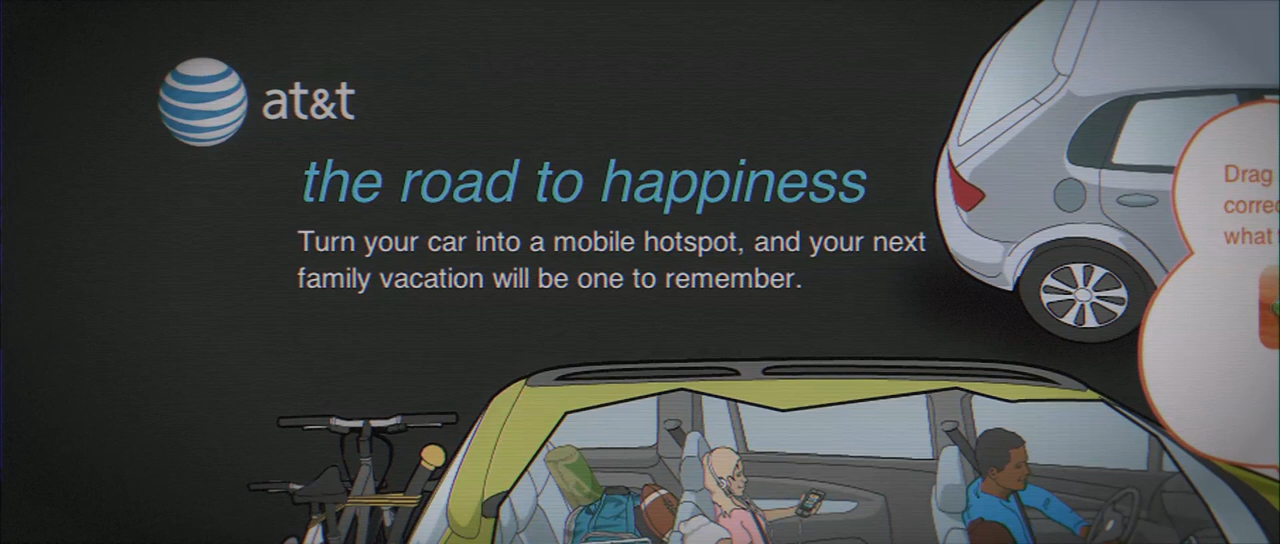 at&t
the road to happiness
Turn your car into a mobile hotspot, and your next
family vacation will be one to remember.
Drag
what